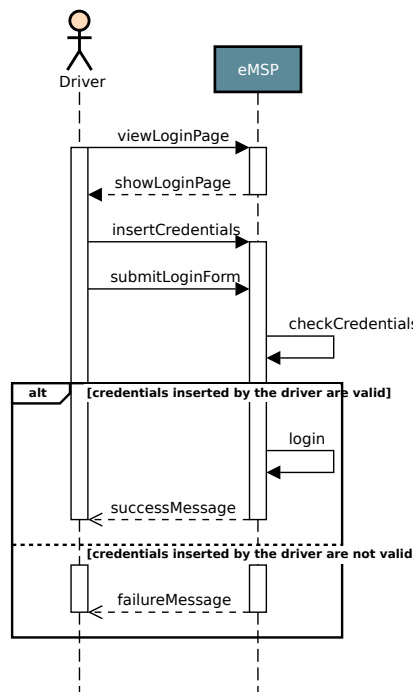 Driver
eMSP
viewLoginPage
showLoginPage
insertCredentials
submitLoginForm
checkCredentials
alt
[credentials inserted by the driver are valid]
login
successMessage
[credentials inserted by the driver are not valid
failureMessage